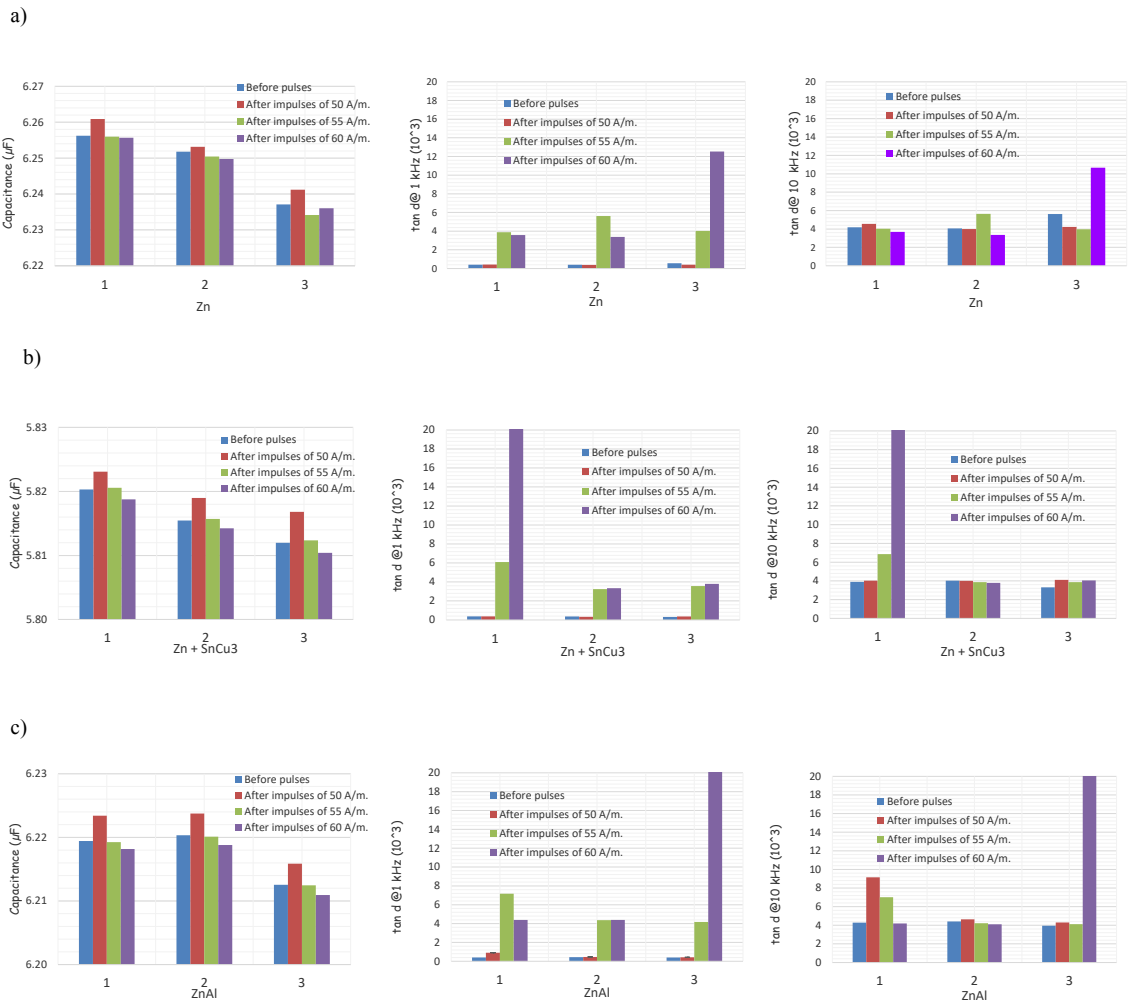 a)
6.27
6.26
6.25
6.24
6.23
6.22
Capacitance (µF)
Before pulses
After impulses of 50 A/m.
After impulses of 55 A/m.
After impulses of 60 A/m.
1 2 3
Zn
20
18
16
14
12
10
8
6
4
2
0
tan d@ 1 kHz (10^3)
Before pulses
After impulses of 50 A/m.
After impulses of 55 A/m.
After impulses of 60 A/m.
1 2 3
Zn
20
18
16
14
12
10
8
6
4
2
0
tan d@ 10 kHz (10^3)
Before pulses
After impulses of 50 A/m.
After impulses of 55 A/m.
After impulses of 60 A/m.
1 2 3
Zn
b)
5.83
5.82
5.81
5.80
Capacitance (µF)
Before pulses
After impulses of 50 A/m.
After impulses of 55 A/m.
After impulses of 60 A/m.
1 2 3
Zn + SnCu3
20
18
16
14
12
10
8
6
4
2
0
tan d @1 kHz (10^3)
Before pulses
After impulses of 50 A/m.
After impulses of 55 A/m.
After impulses of 60 A/m.
1 2 3
Zn + SnCu3
20
18
16
14
12
10
8
6
4
2
0
tan d @10 kHz (10^3)
Before pulses
After impulses of 50 A/m.
After impulses of 55 A/m.
After impulses of 60 A/m.
1 2 3
Zn + SnCu3
c)
6.23
6.22
6.21
6.20
Capacitance (µF)
Before pulses
After impulses of 50 A/m.
After impulses of 55 A/m.
After impulses of 60 A/m.
1 2 3
ZnAl
20
18
16
14
12
10
8
6
4
2
0
tan d @1 kHz (10^3)
Before pulses
After impulses of 50 A/m.
After impulses of 55 A/m.
After impulses of 60 A/m.
1 2 3
ZnAl
20
18
16
14
12
10
8
6
4
2
0
tan d @10 kHz (10^3)
Before pulses
After impulses of 50 A/m.
After impulses of 55 A/m.
After impulses of 60 A/m.
1 2 3
ZnAl